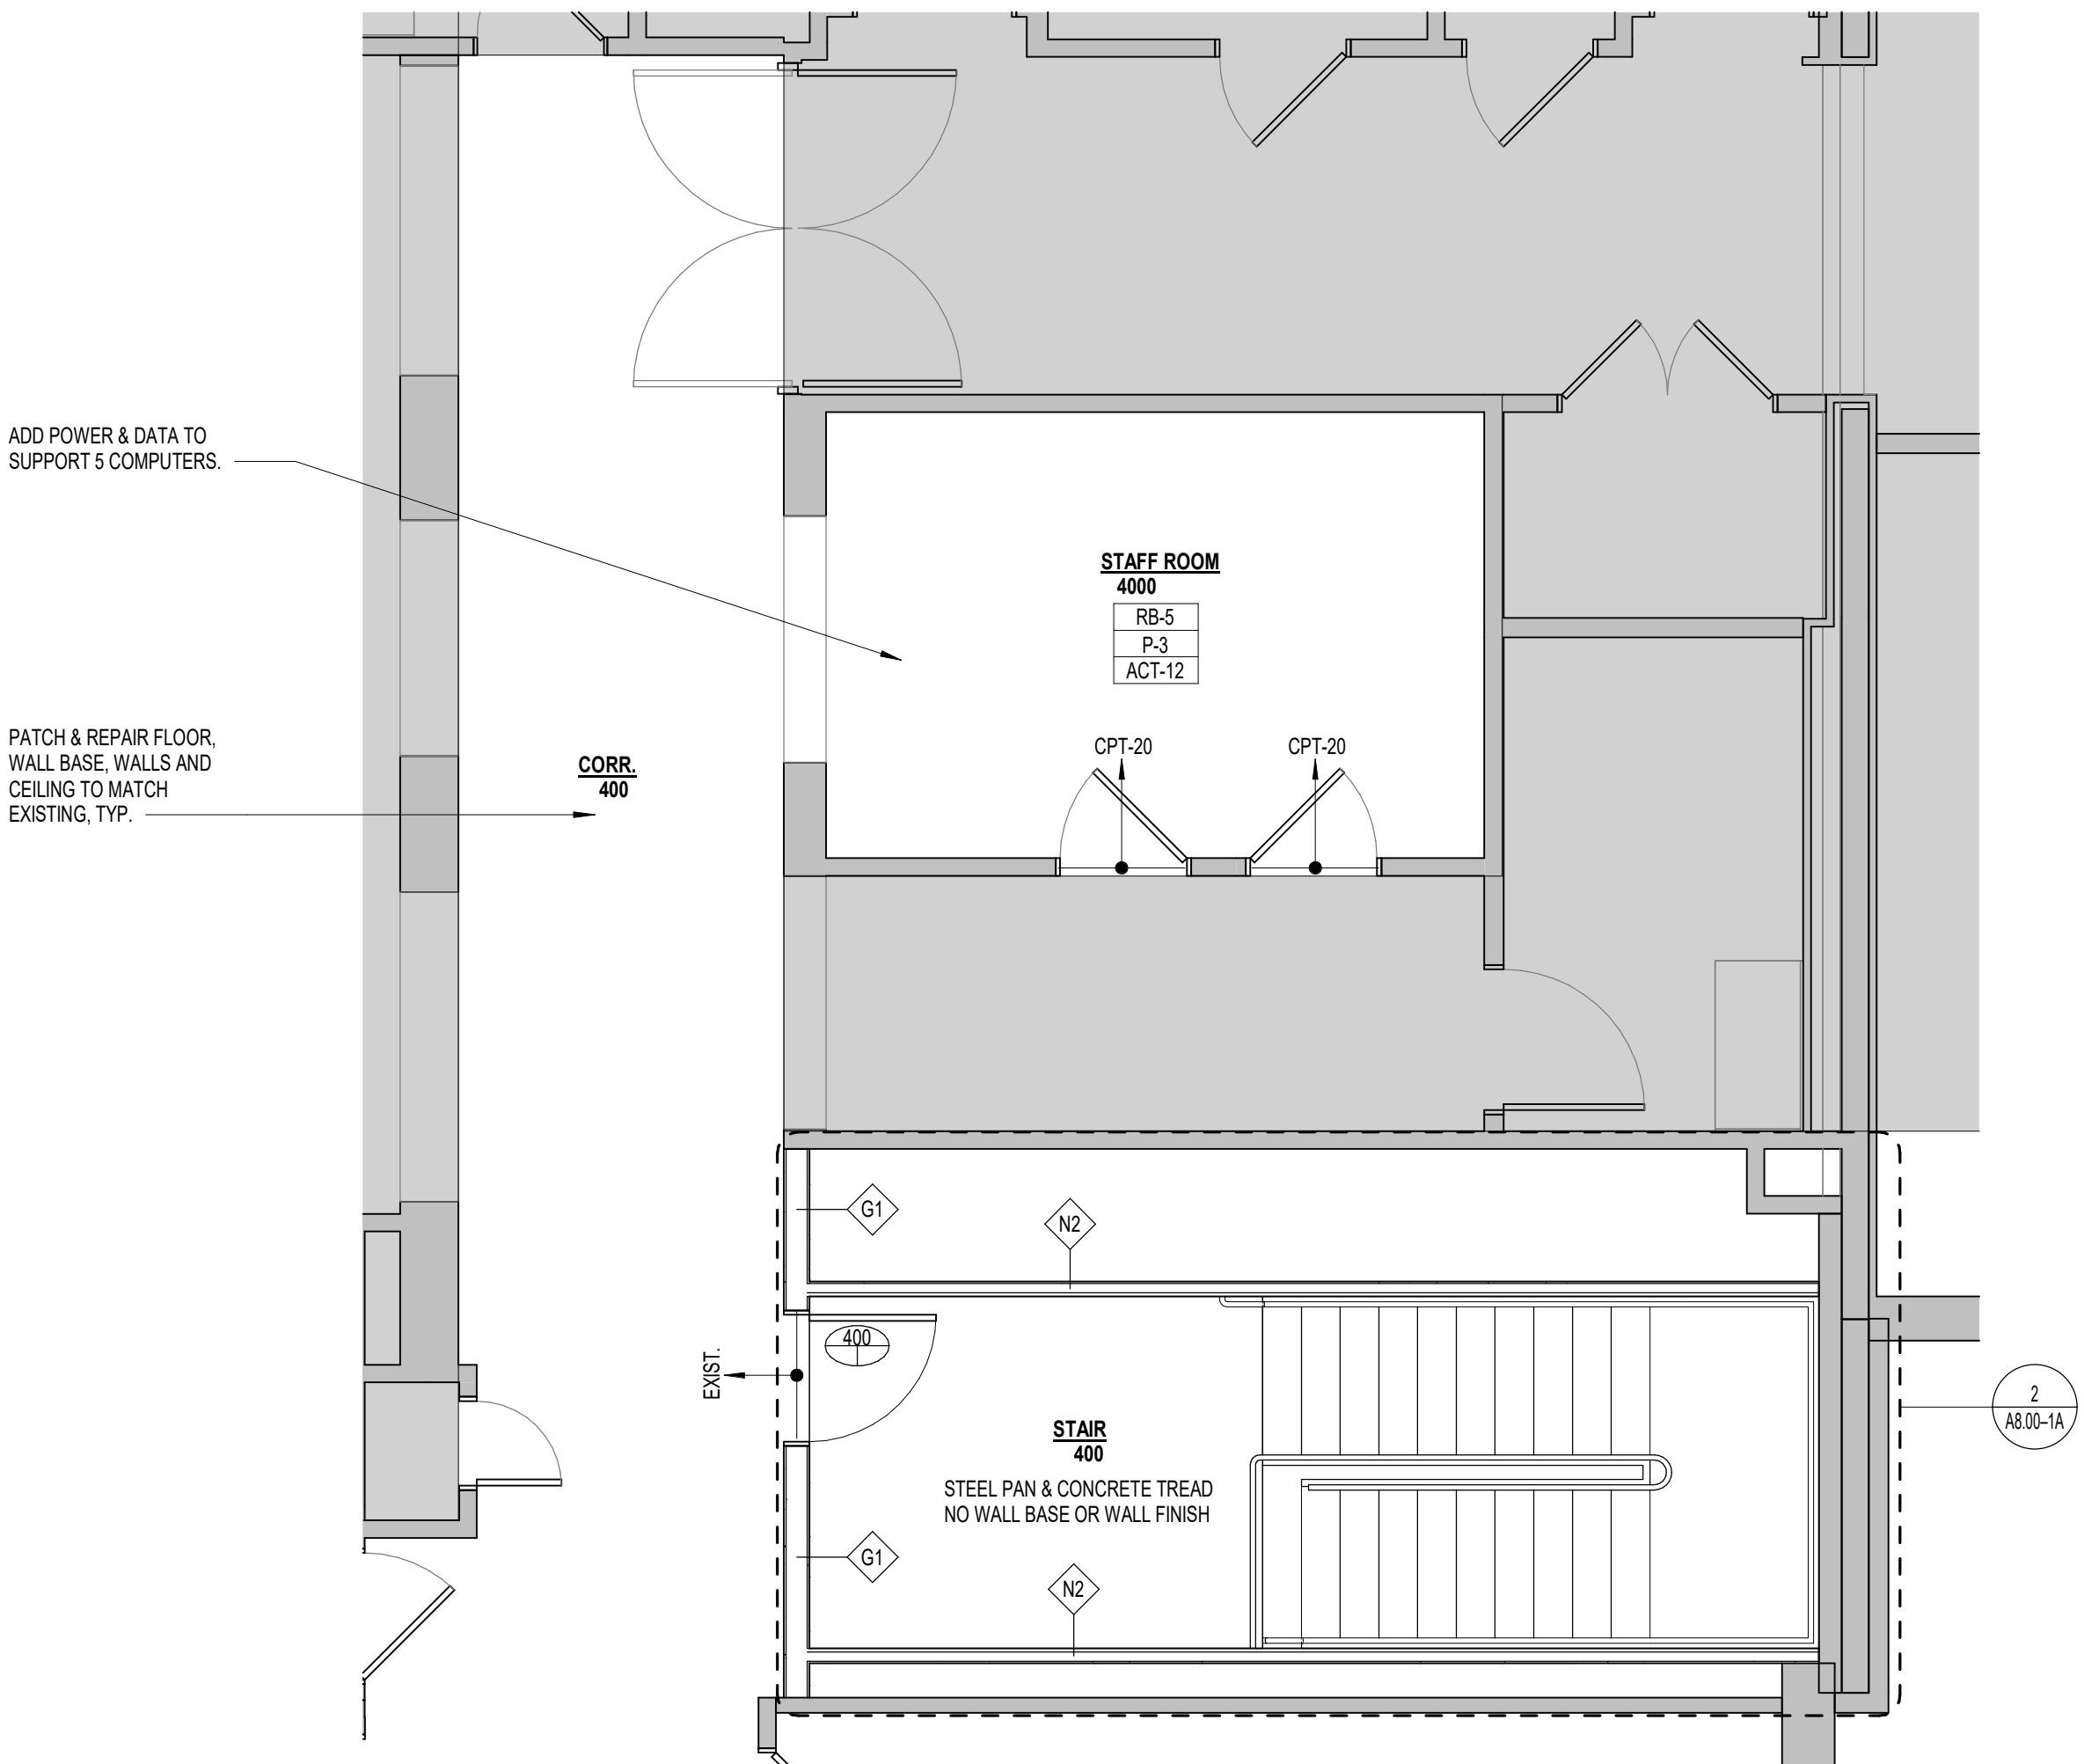 ADD POWER & DATA TO
SUPPORT 5 COMPUTERS.
STAFF ROOM
4000
RB-5
P-3
ACT-12
PATCH & REPAIR FLOOR,
WALL BASE, WALLS AND
CEILING TO MATCH
EXISTING, TYP.
CORR.
400
CPT-20
CPT-20
G1
N2
400
EXIST.
STAIR
400
STEEL PAN & CONCRETE TREAD
NO WALL BASE OR WALL FINISH
2
A8.00–1A
G1
N2